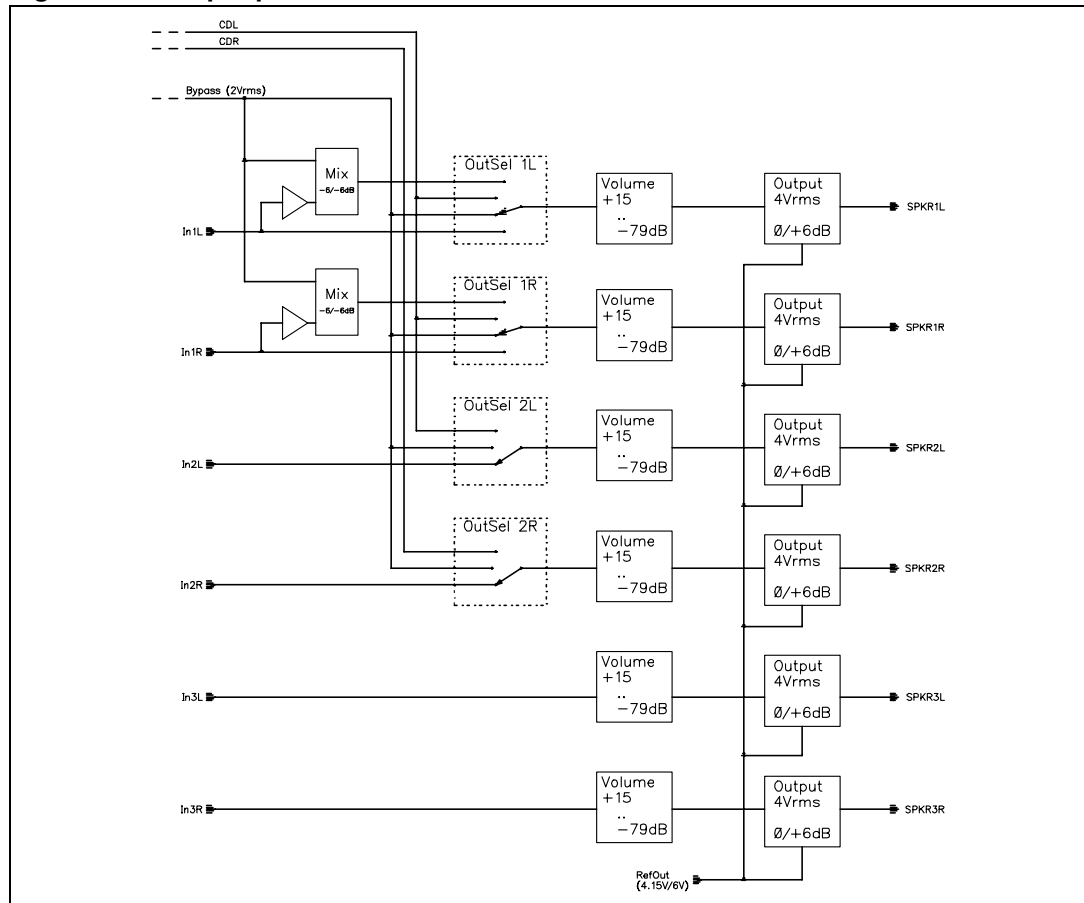 CDL
CDR
Bypass (2Vrms)
OutSel 1L
Mix
-6/-6dB
Volume
+15
..
-79dB
Output
4Vrms
Ø/+6dB
SPKR1L
In1L
OutSel 1R
Mix
-6/-6dB
Volume
+15
..
-79dB
Output
4Vrms
Ø/+6dB
SPKR1R
In1R
OutSel 2L
Volume
+15
..
-79dB
Output
4Vrms
Ø/+6dB
SPKR2L
In2L
OutSel 2R
Volume
+15
..
-79dB
Output
4Vrms
Ø/+6dB
SPKR2R
In2R
Volume
+15
..
-79dB
Output
4Vrms
Ø/+6dB
In3L
SPKR3L
Volume
+15
..
-79dB
Output
4Vrms
Ø/+6dB
In3R
SPKR3R
RefOut
(4.15V/6V)